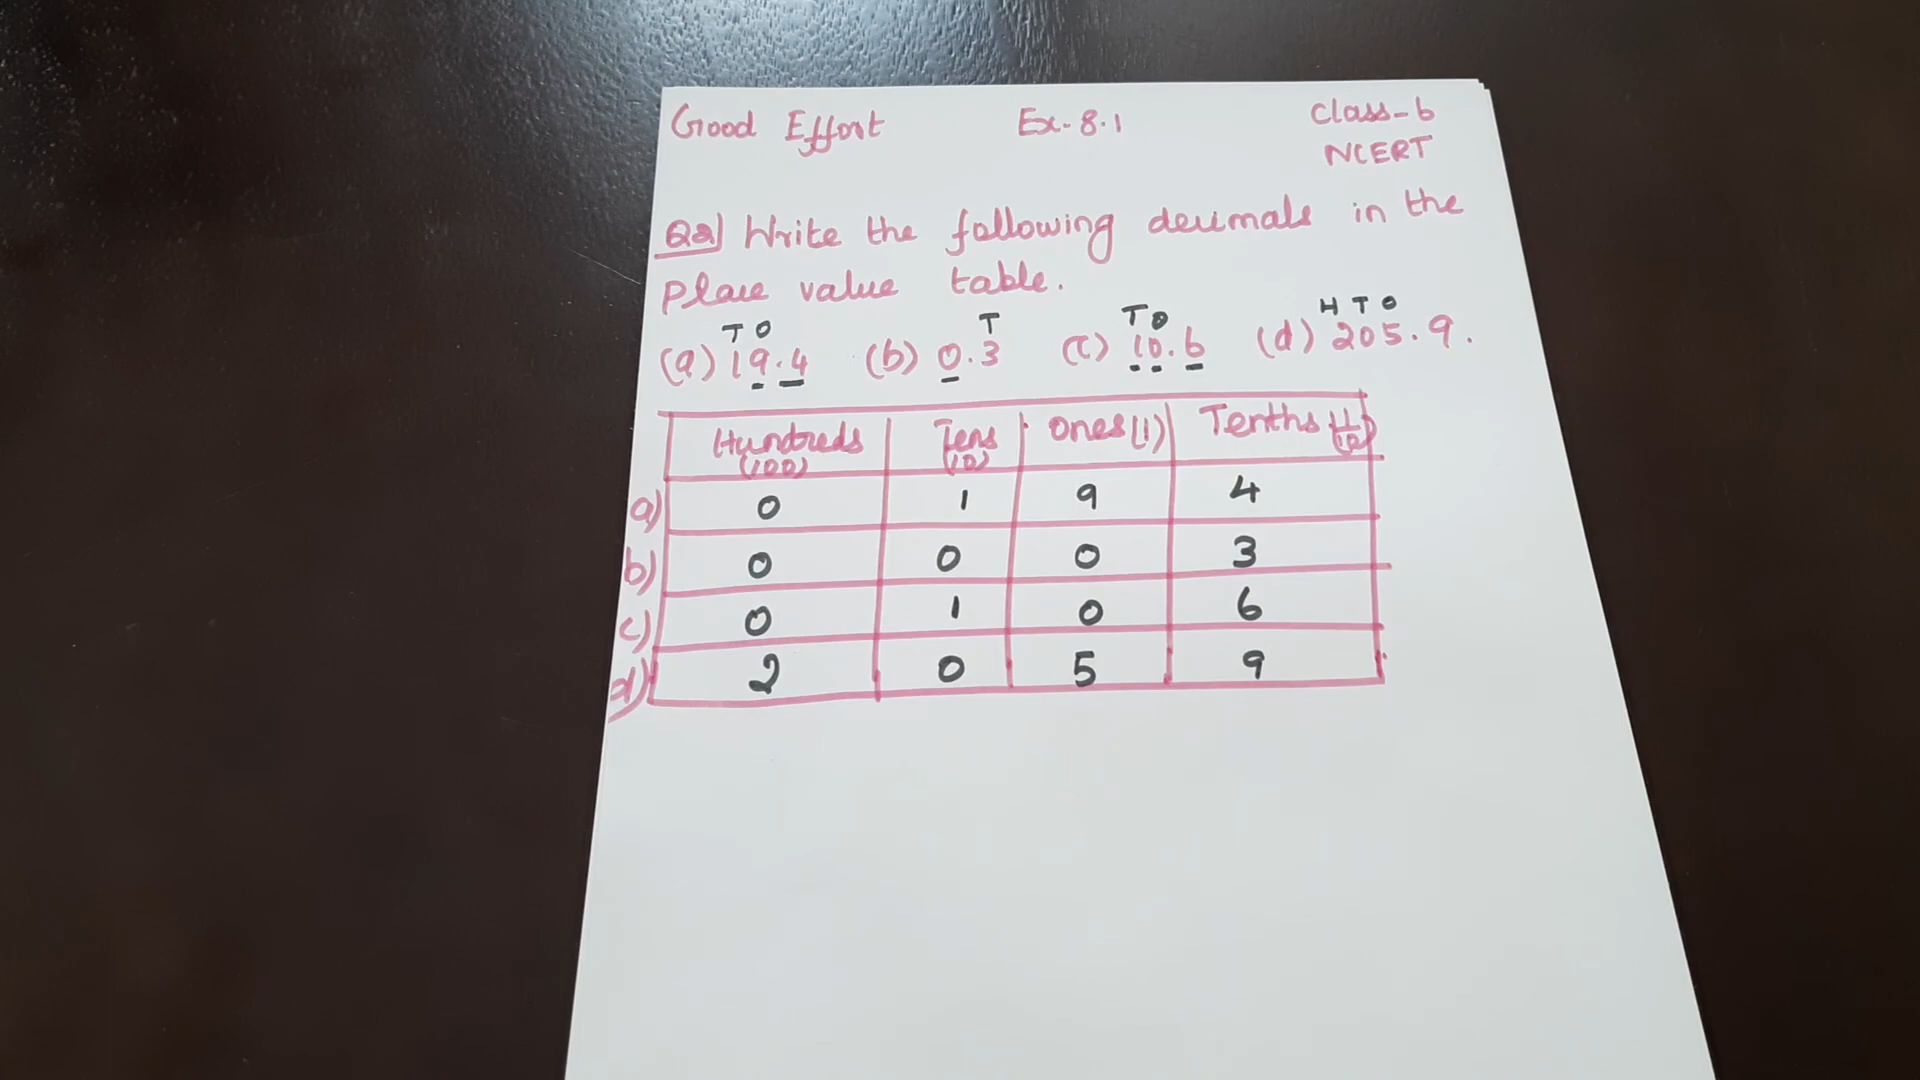 Good Effort Ex-8.1 Class-6
NCERT
Q2) Write the following decimals in the
place value table.
T O T T O H T O
(a) 19.4 (b) 0.3 (c) 10.6 (d) 205.9.
Hundreds (100) Tens (10) Ones (1) Tenths (1/10)
a) 0 1 9 4
b) 0 0 0 3
c) 0 1 0 6
d) 2 0 5 9